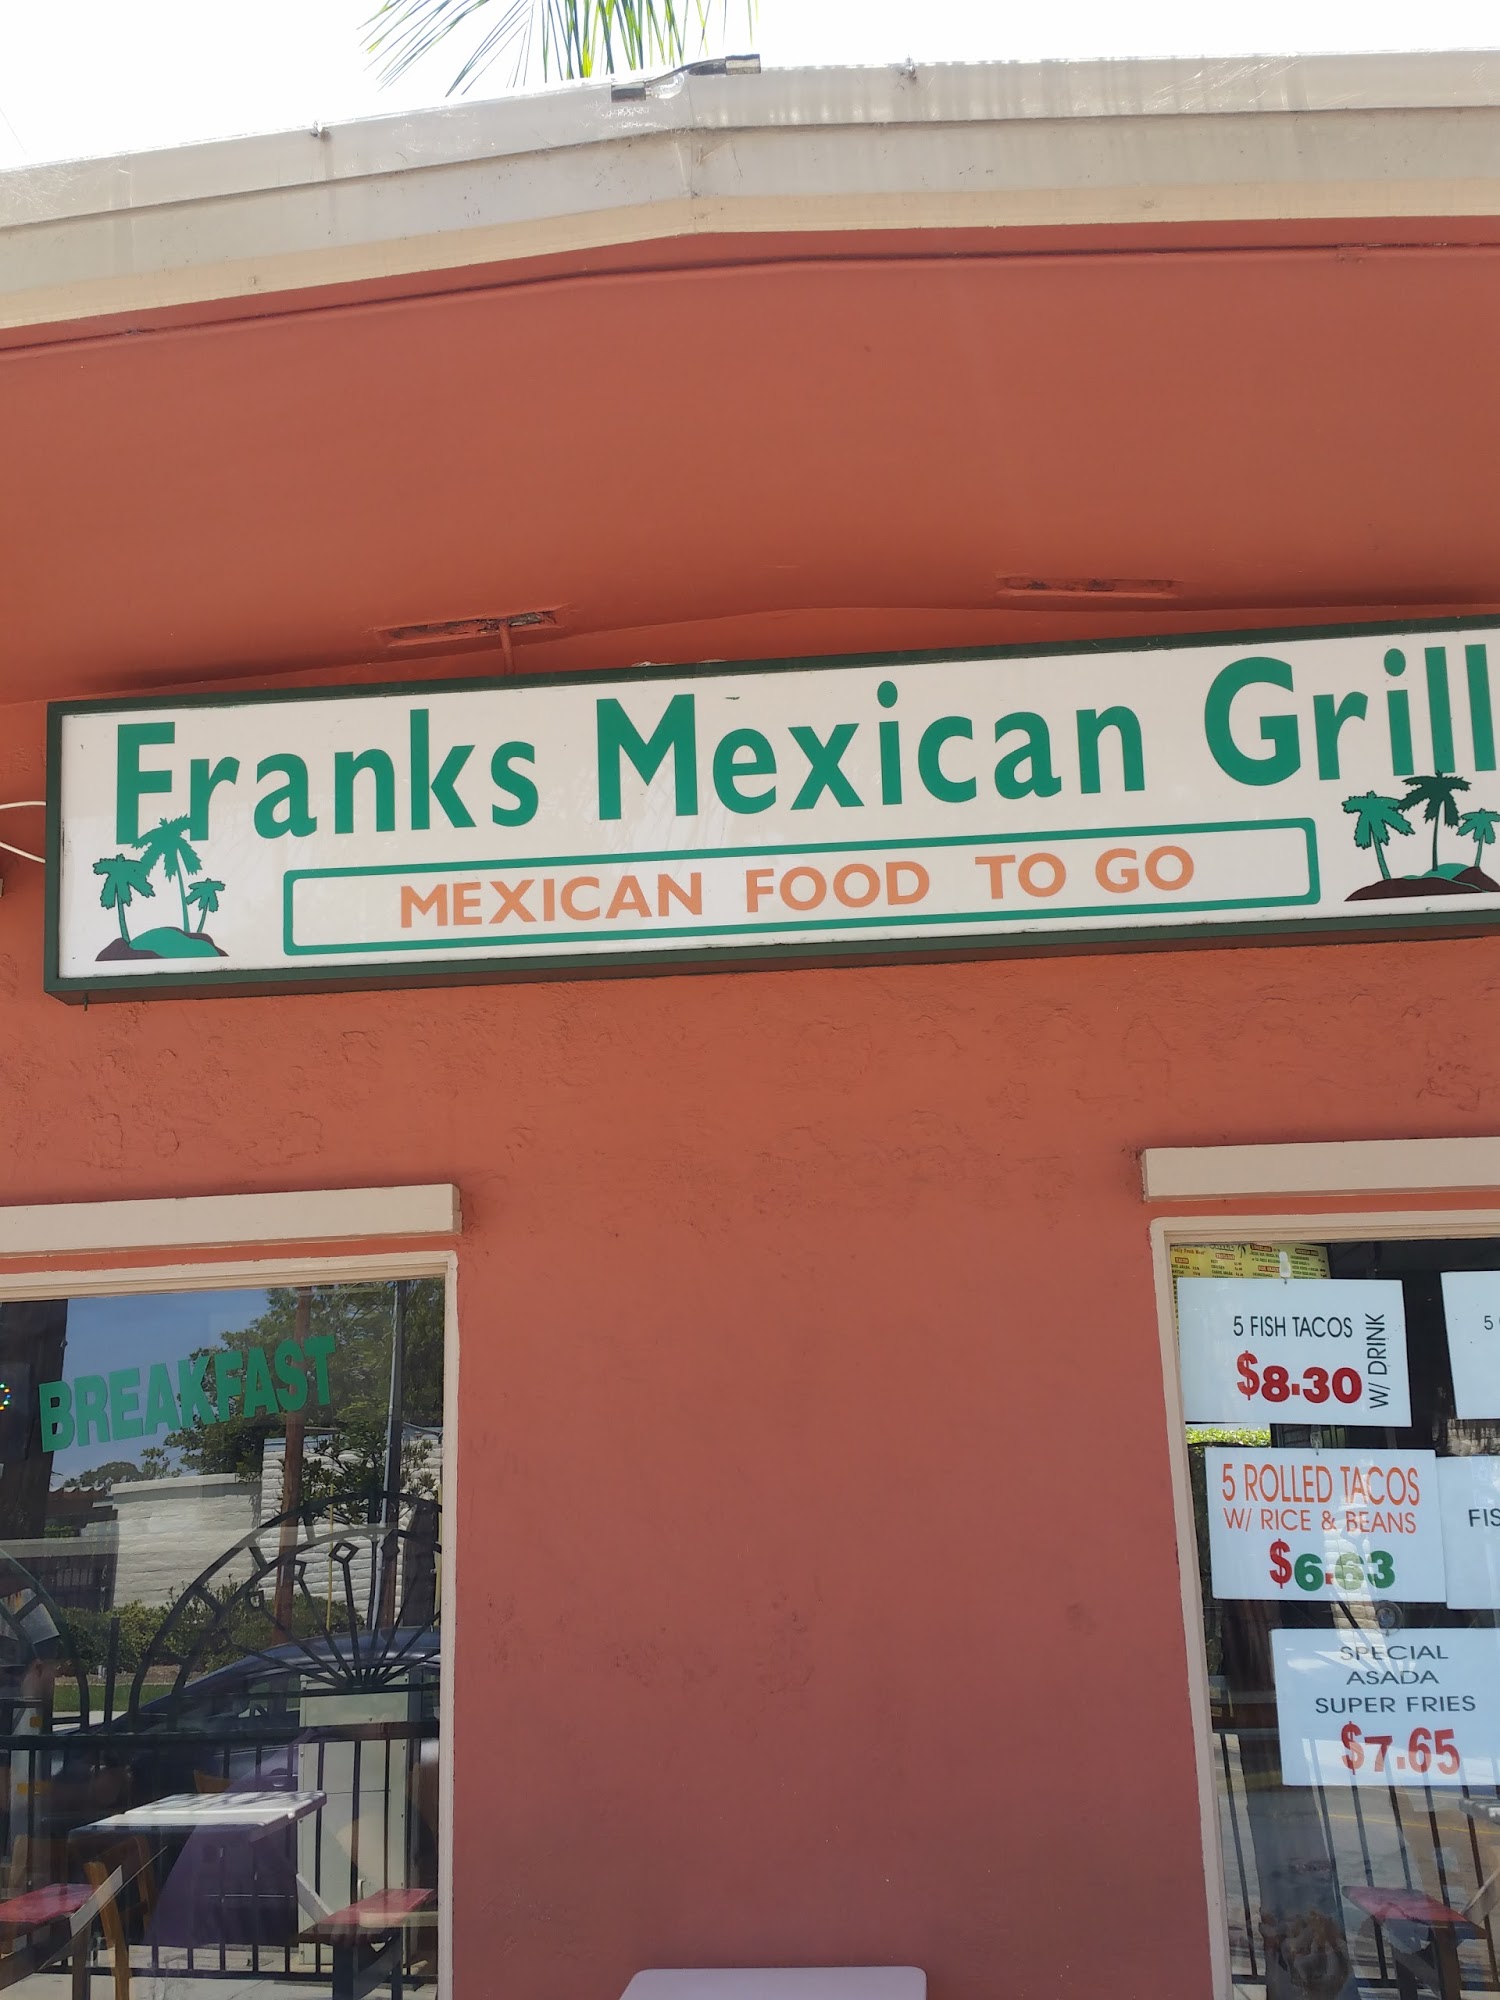 Franks Mexican Grill
MEXICAN FOOD TO GO
BREAKFAST
5 FISH TACOS
$8.30
W/ DRINK
5
5 ROLLED TACOS
W/ RICE & BEANS
$6.63
SPECIAL
ASADA
SUPER FRIES
$7.65